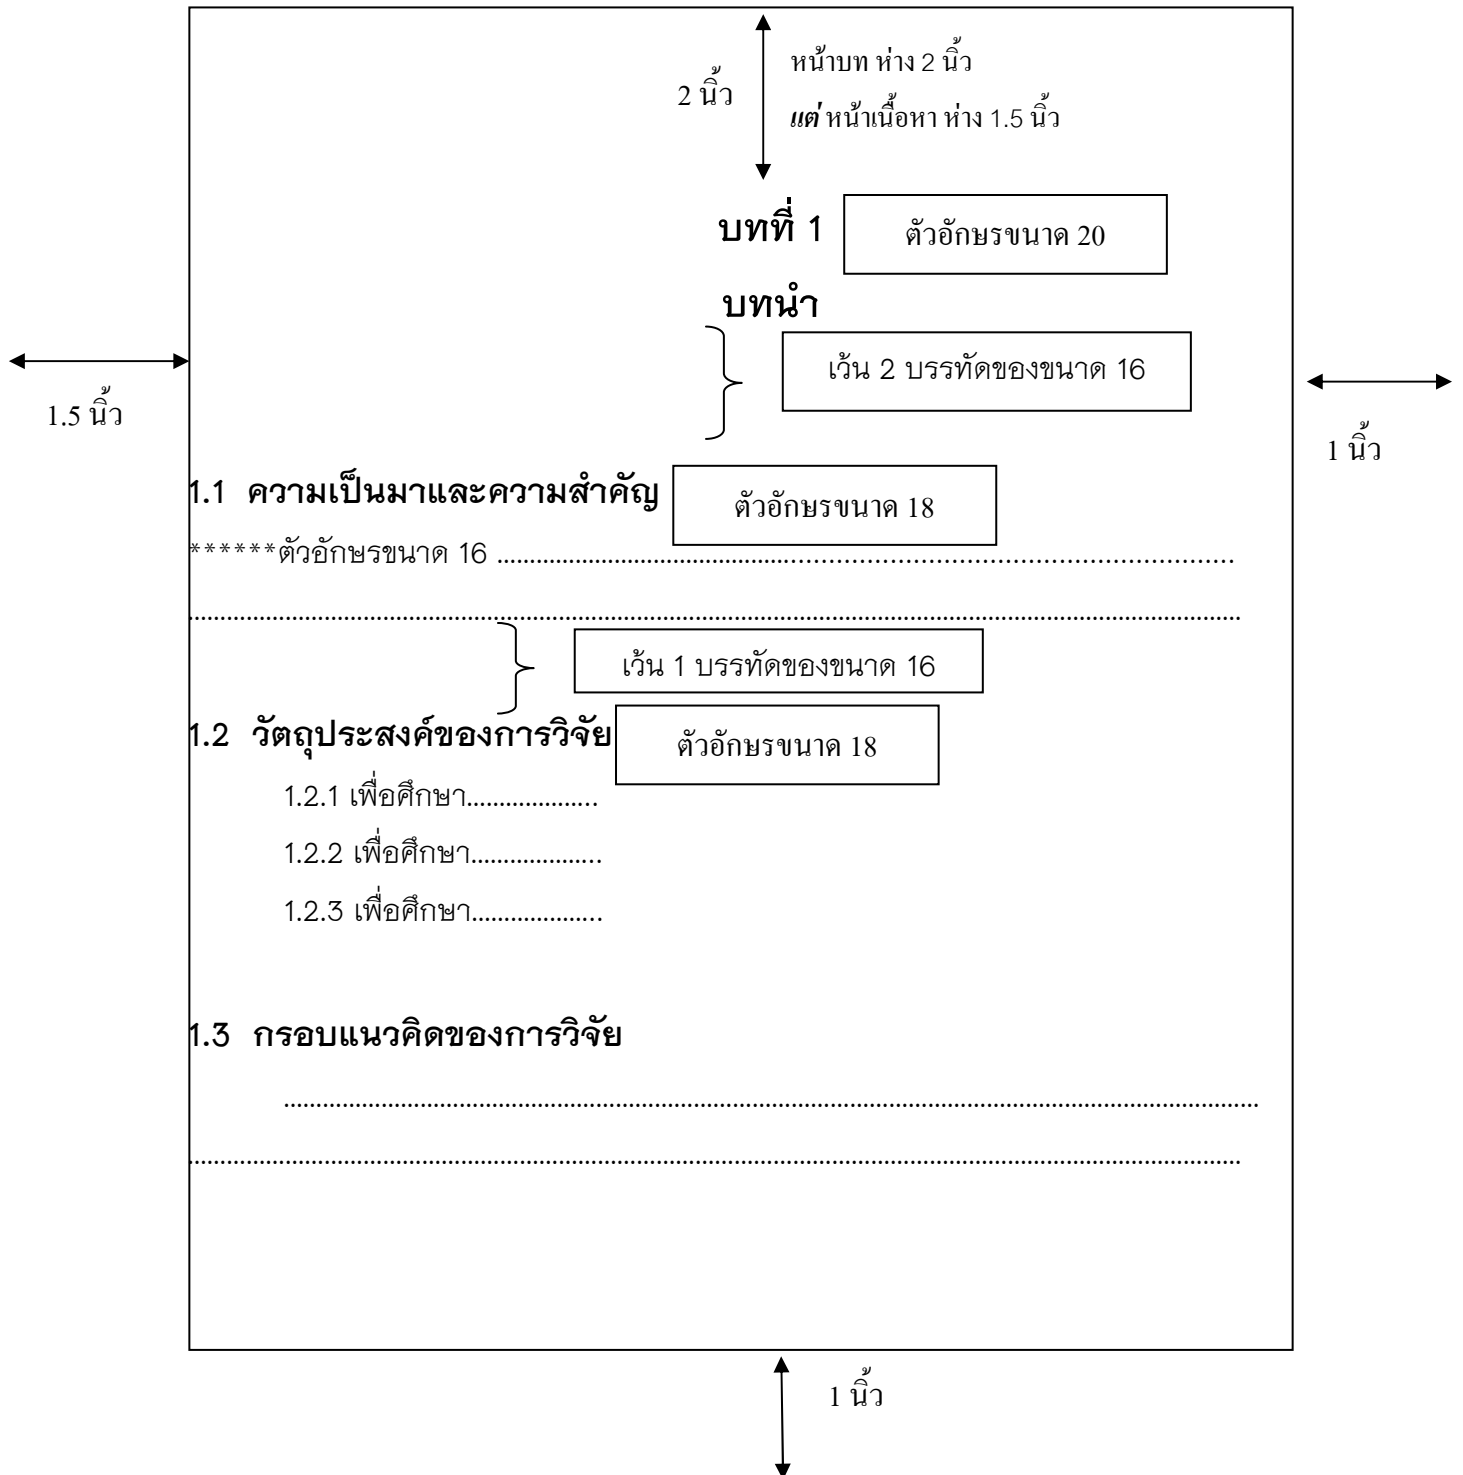 หน้าบท ห่าง 2 นิ้ว
2 นิ้ว
แต่ หน้าเนื้อหา ห่าง 1.5 นิ้ว
บทที่ 1
ตัวอักษรขนาด 20
บทนำ
เว้น 2 บรรทัดของขนาด 16
1.5 นิ้ว
1 นิ้ว
1.1 ความเป็นมาและความสำคัญ
ตัวอักษรขนาด 18
******ตัวอักษรขนาด 16 ................................................................................................
................................................................................................................................
เว้น 1 บรรทัดของขนาด 16
1.2 วัตถุประสงค์ของการวิจัย
ตัวอักษรขนาด 18
1.2.1 เพื่อศึกษา....................
1.2.2 เพื่อศึกษา....................
1.2.3 เพื่อศึกษา....................
1.3 กรอบแนวคิดของการวิจัย
................................................................................................................................
................................................................................................................................
1 นิ้ว